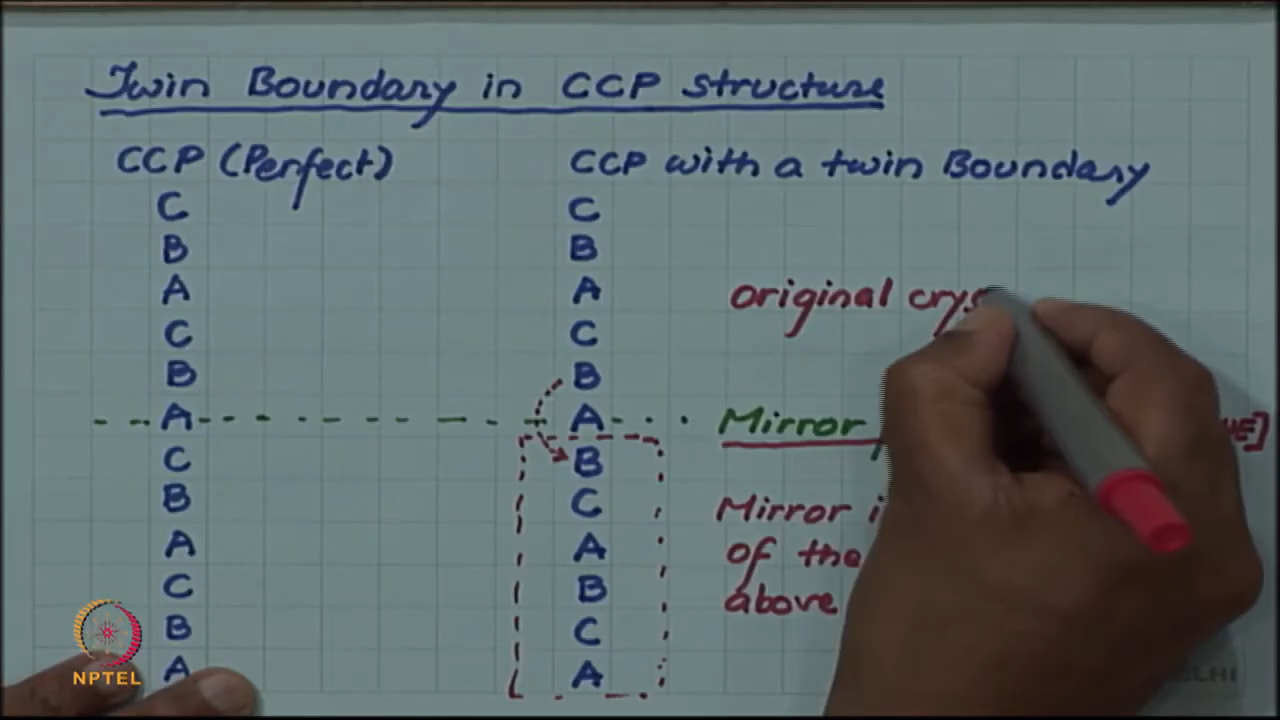 Twin Boundary in CCP structure
CCP (Perfect) CCP with a twin Boundary
C C
B B
A A original crys
C C
B B
A A Mirror
C B
B C Mirror
A A of the
C B above
B C
A A
NPTEL